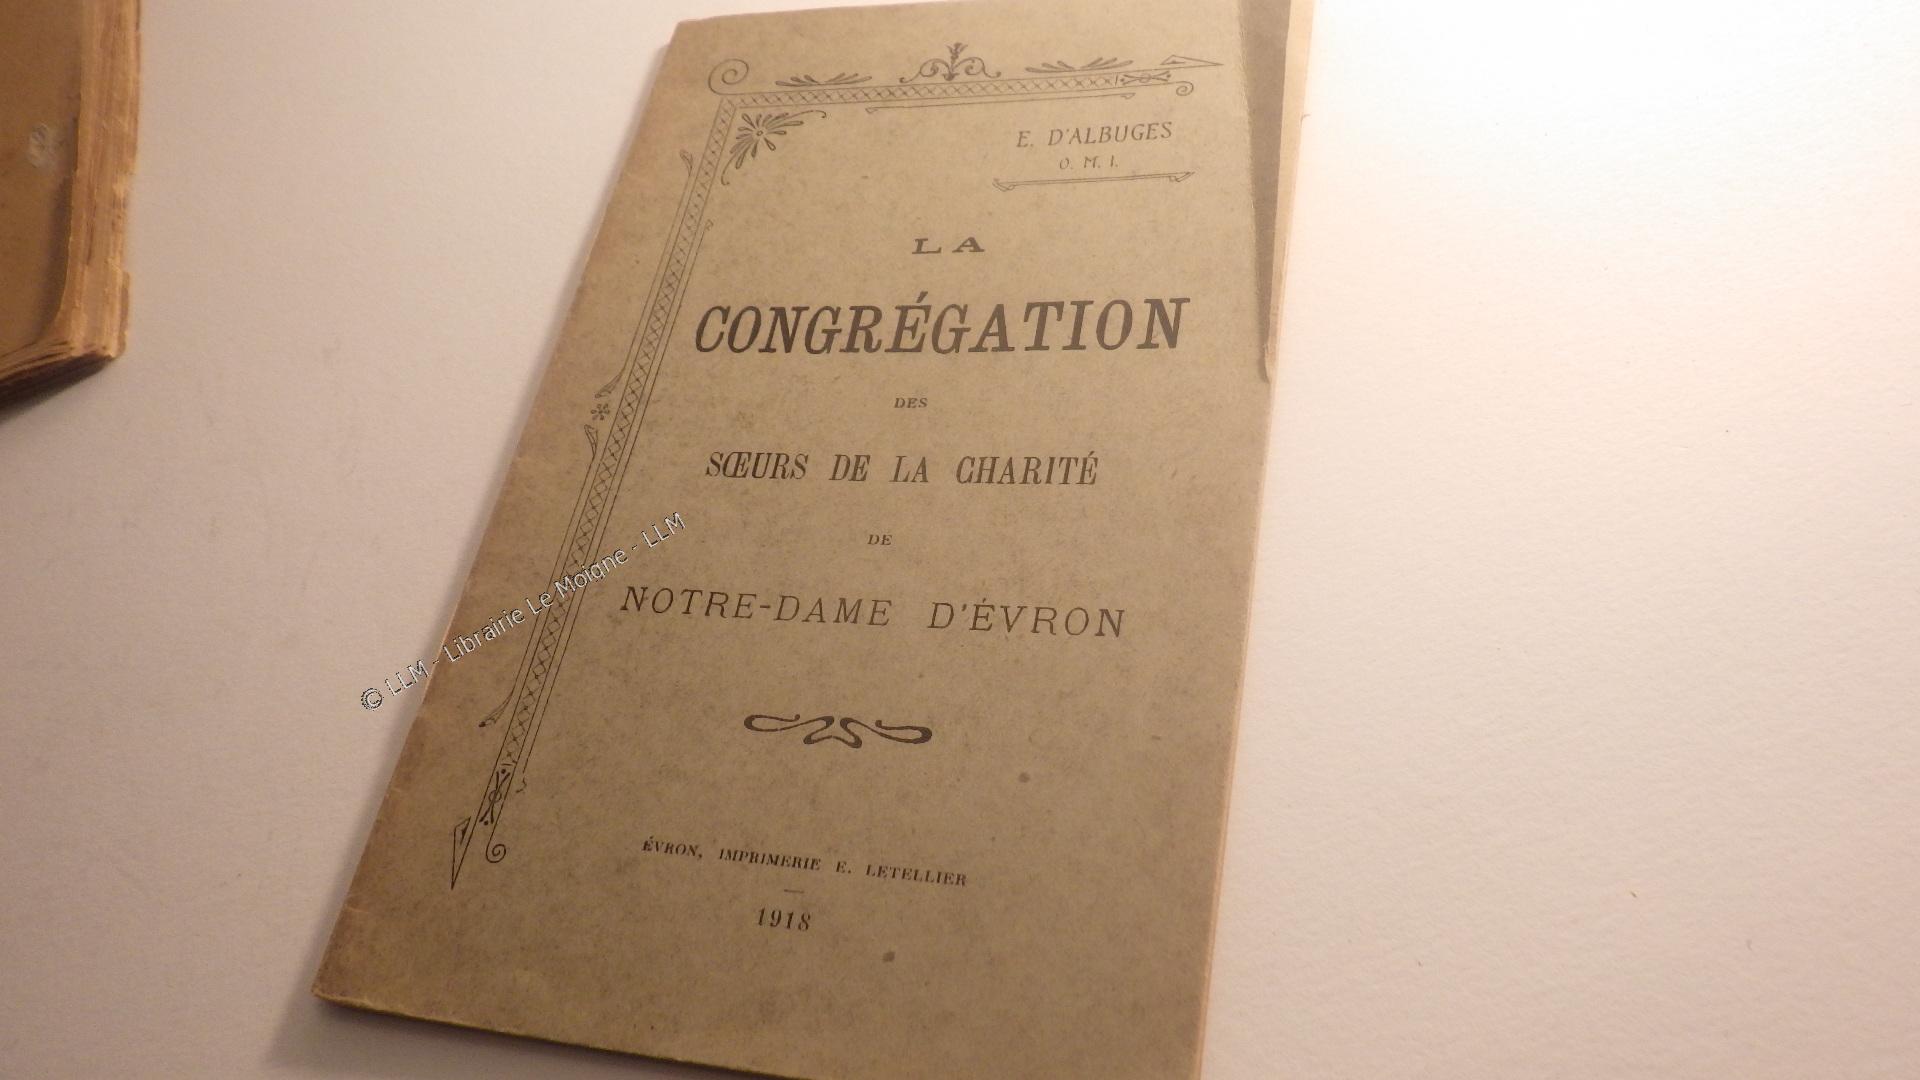 E. D'ALBUGES
O. M. I.
LA
CONGRÉGATION
DES
SŒURS DE LA CHARITÉ
DE
NOTRE-DAME D'ÉVRON
ÉVRON, IMPRIMERIE E. LETELLIER
1918
© LLM - Librairie Le Moigne - LLM